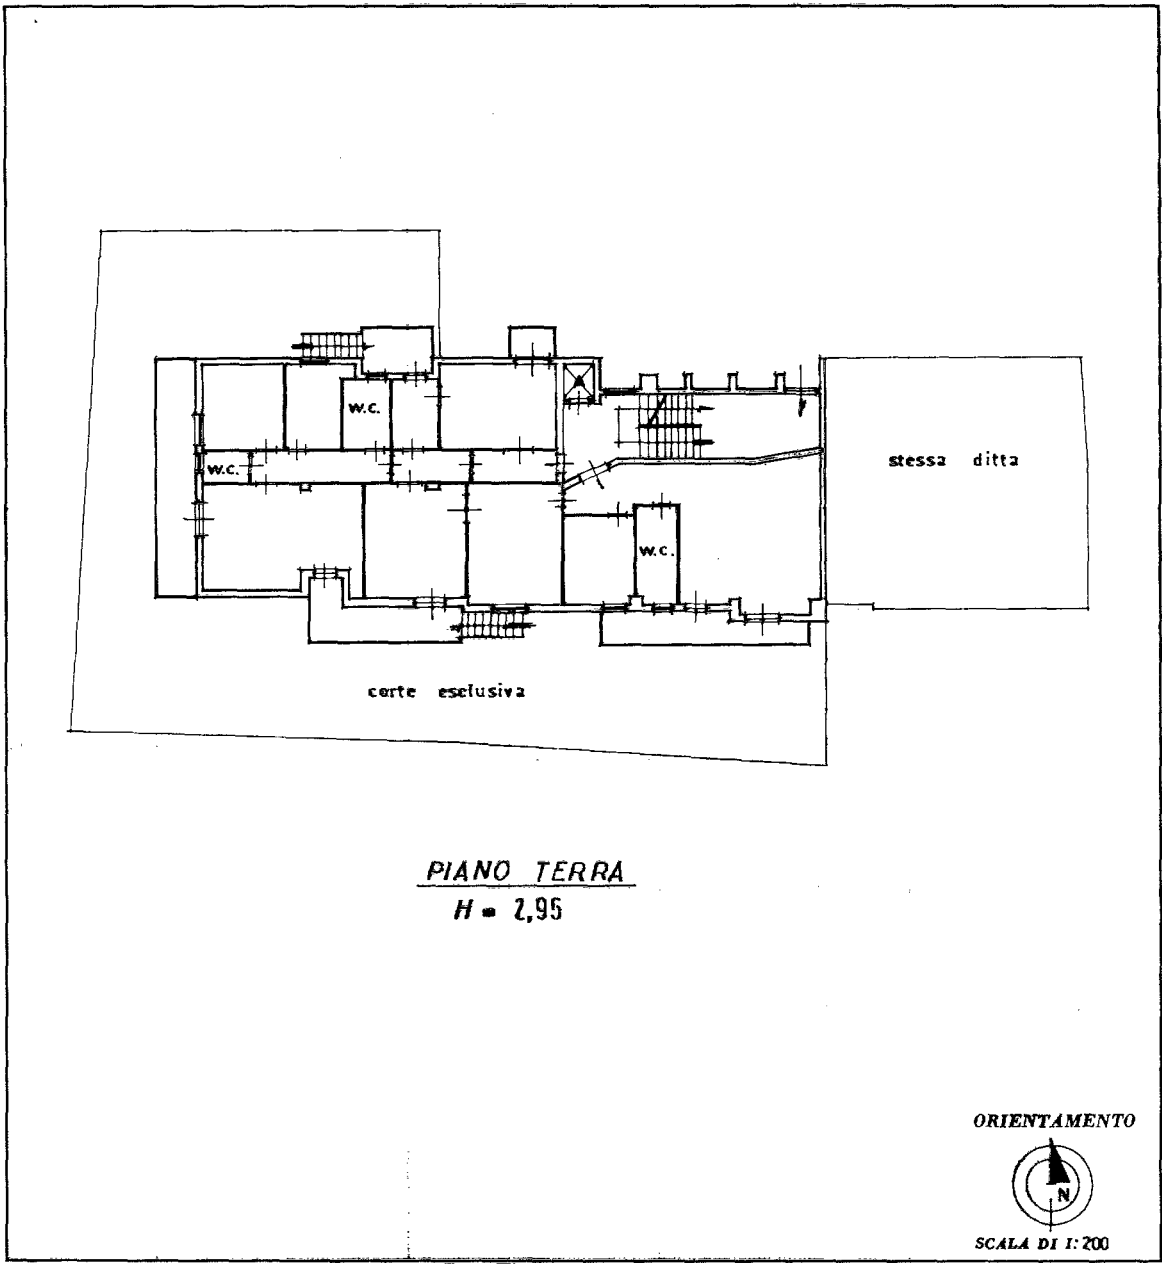 W.C.
W.C.
stessa ditta
W.C.
corte esclusiva
PIANO TERRA
H = 2,95
ORIENTAMENTO
N
SCALA DI 1:200